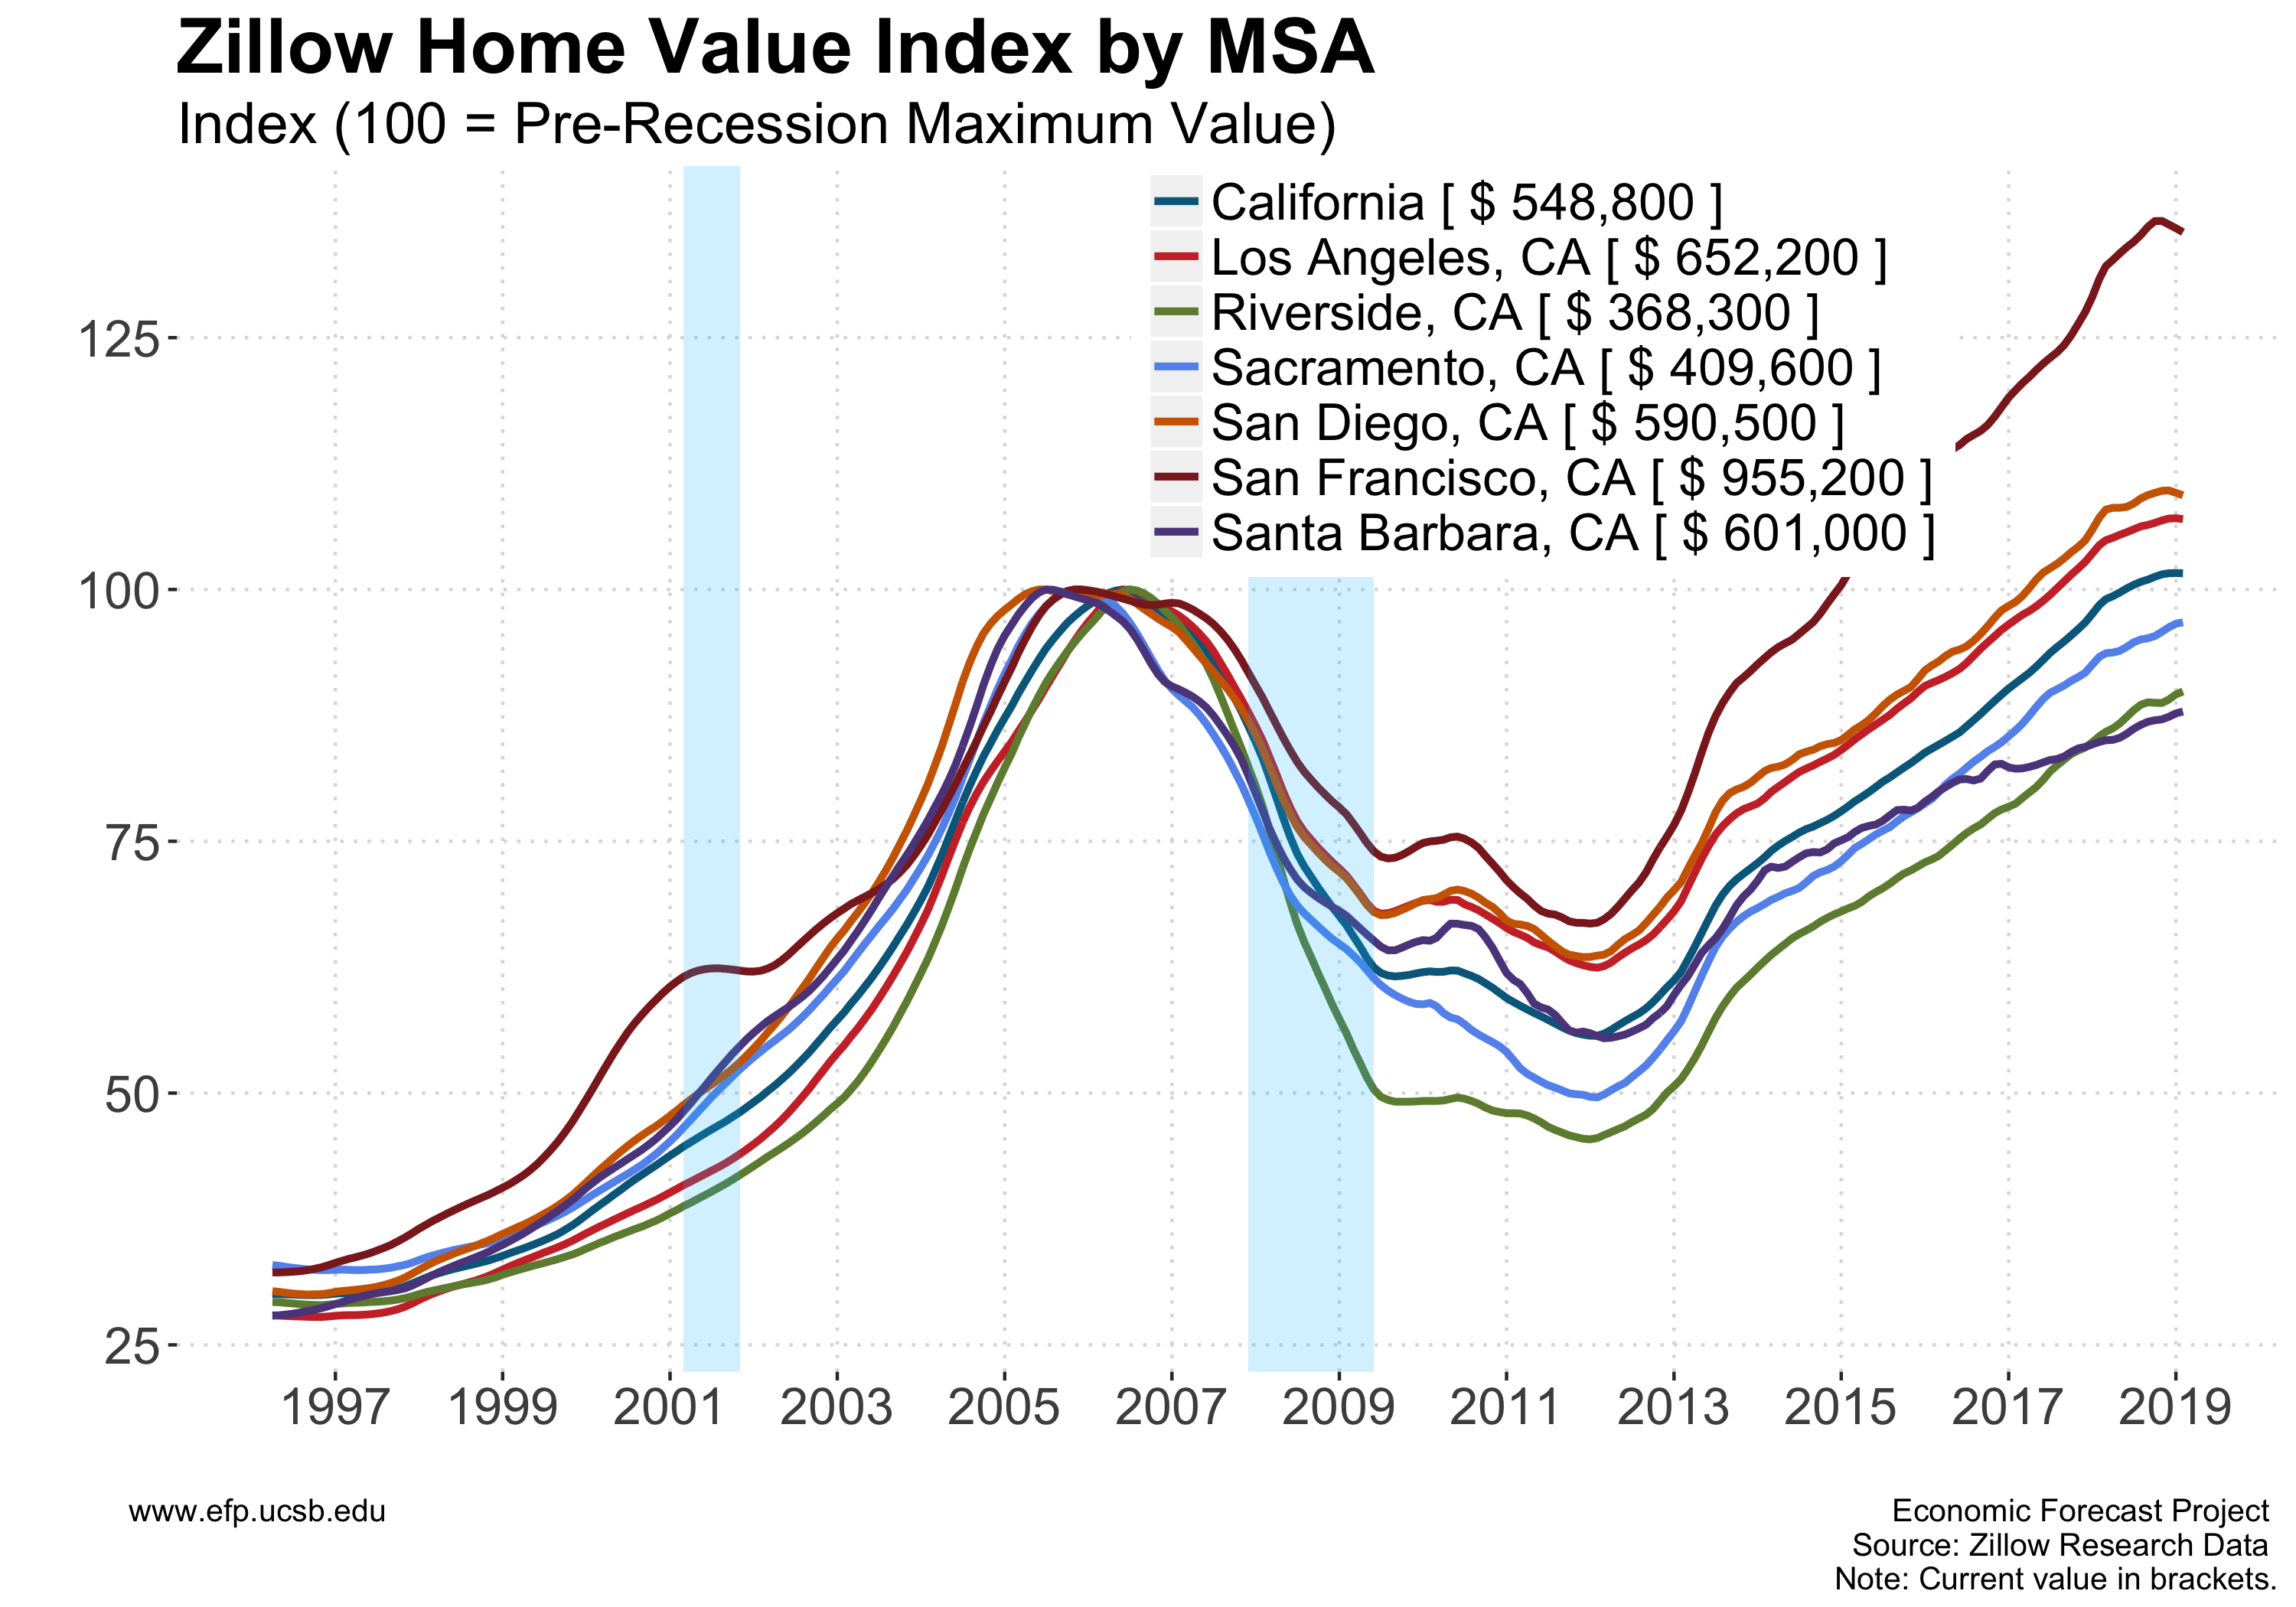 Zillow Home Value Index by MSA
Index (100 = Pre-Recession Maximum Value)
California [ $ 548,800 ]
Los Angeles, CA [ $ 652,200 ]
Riverside, CA [ $ 368,300 ]
Sacramento, CA [ $ 409,600 ]
San Diego, CA [ $ 590,500 ]
San Francisco, CA [ $ 955,200 ]
Santa Barbara, CA [ $ 601,000 ]
125
100
75
50
25
1997 1999 2001 2003 2005 2007 2009 2011 2013 2015 2017 2019
www.efp.ucsb.edu
Economic Forecast Project
Source: Zillow Research Data
Note: Current value in brackets.